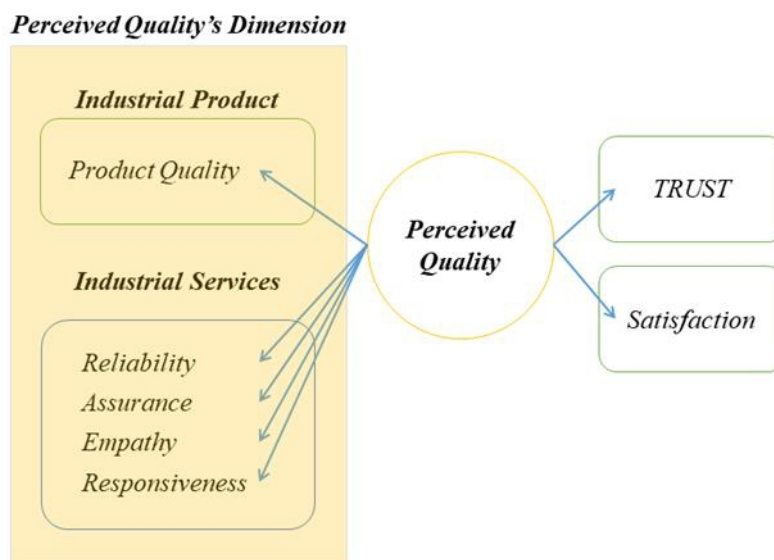 Perceived Quality's Dimension
Industrial Product
Product Quality
Industrial Services
Reliability
Assurance
Empathy
Responsiveness
Perceived
Quality
TRUST
Satisfaction